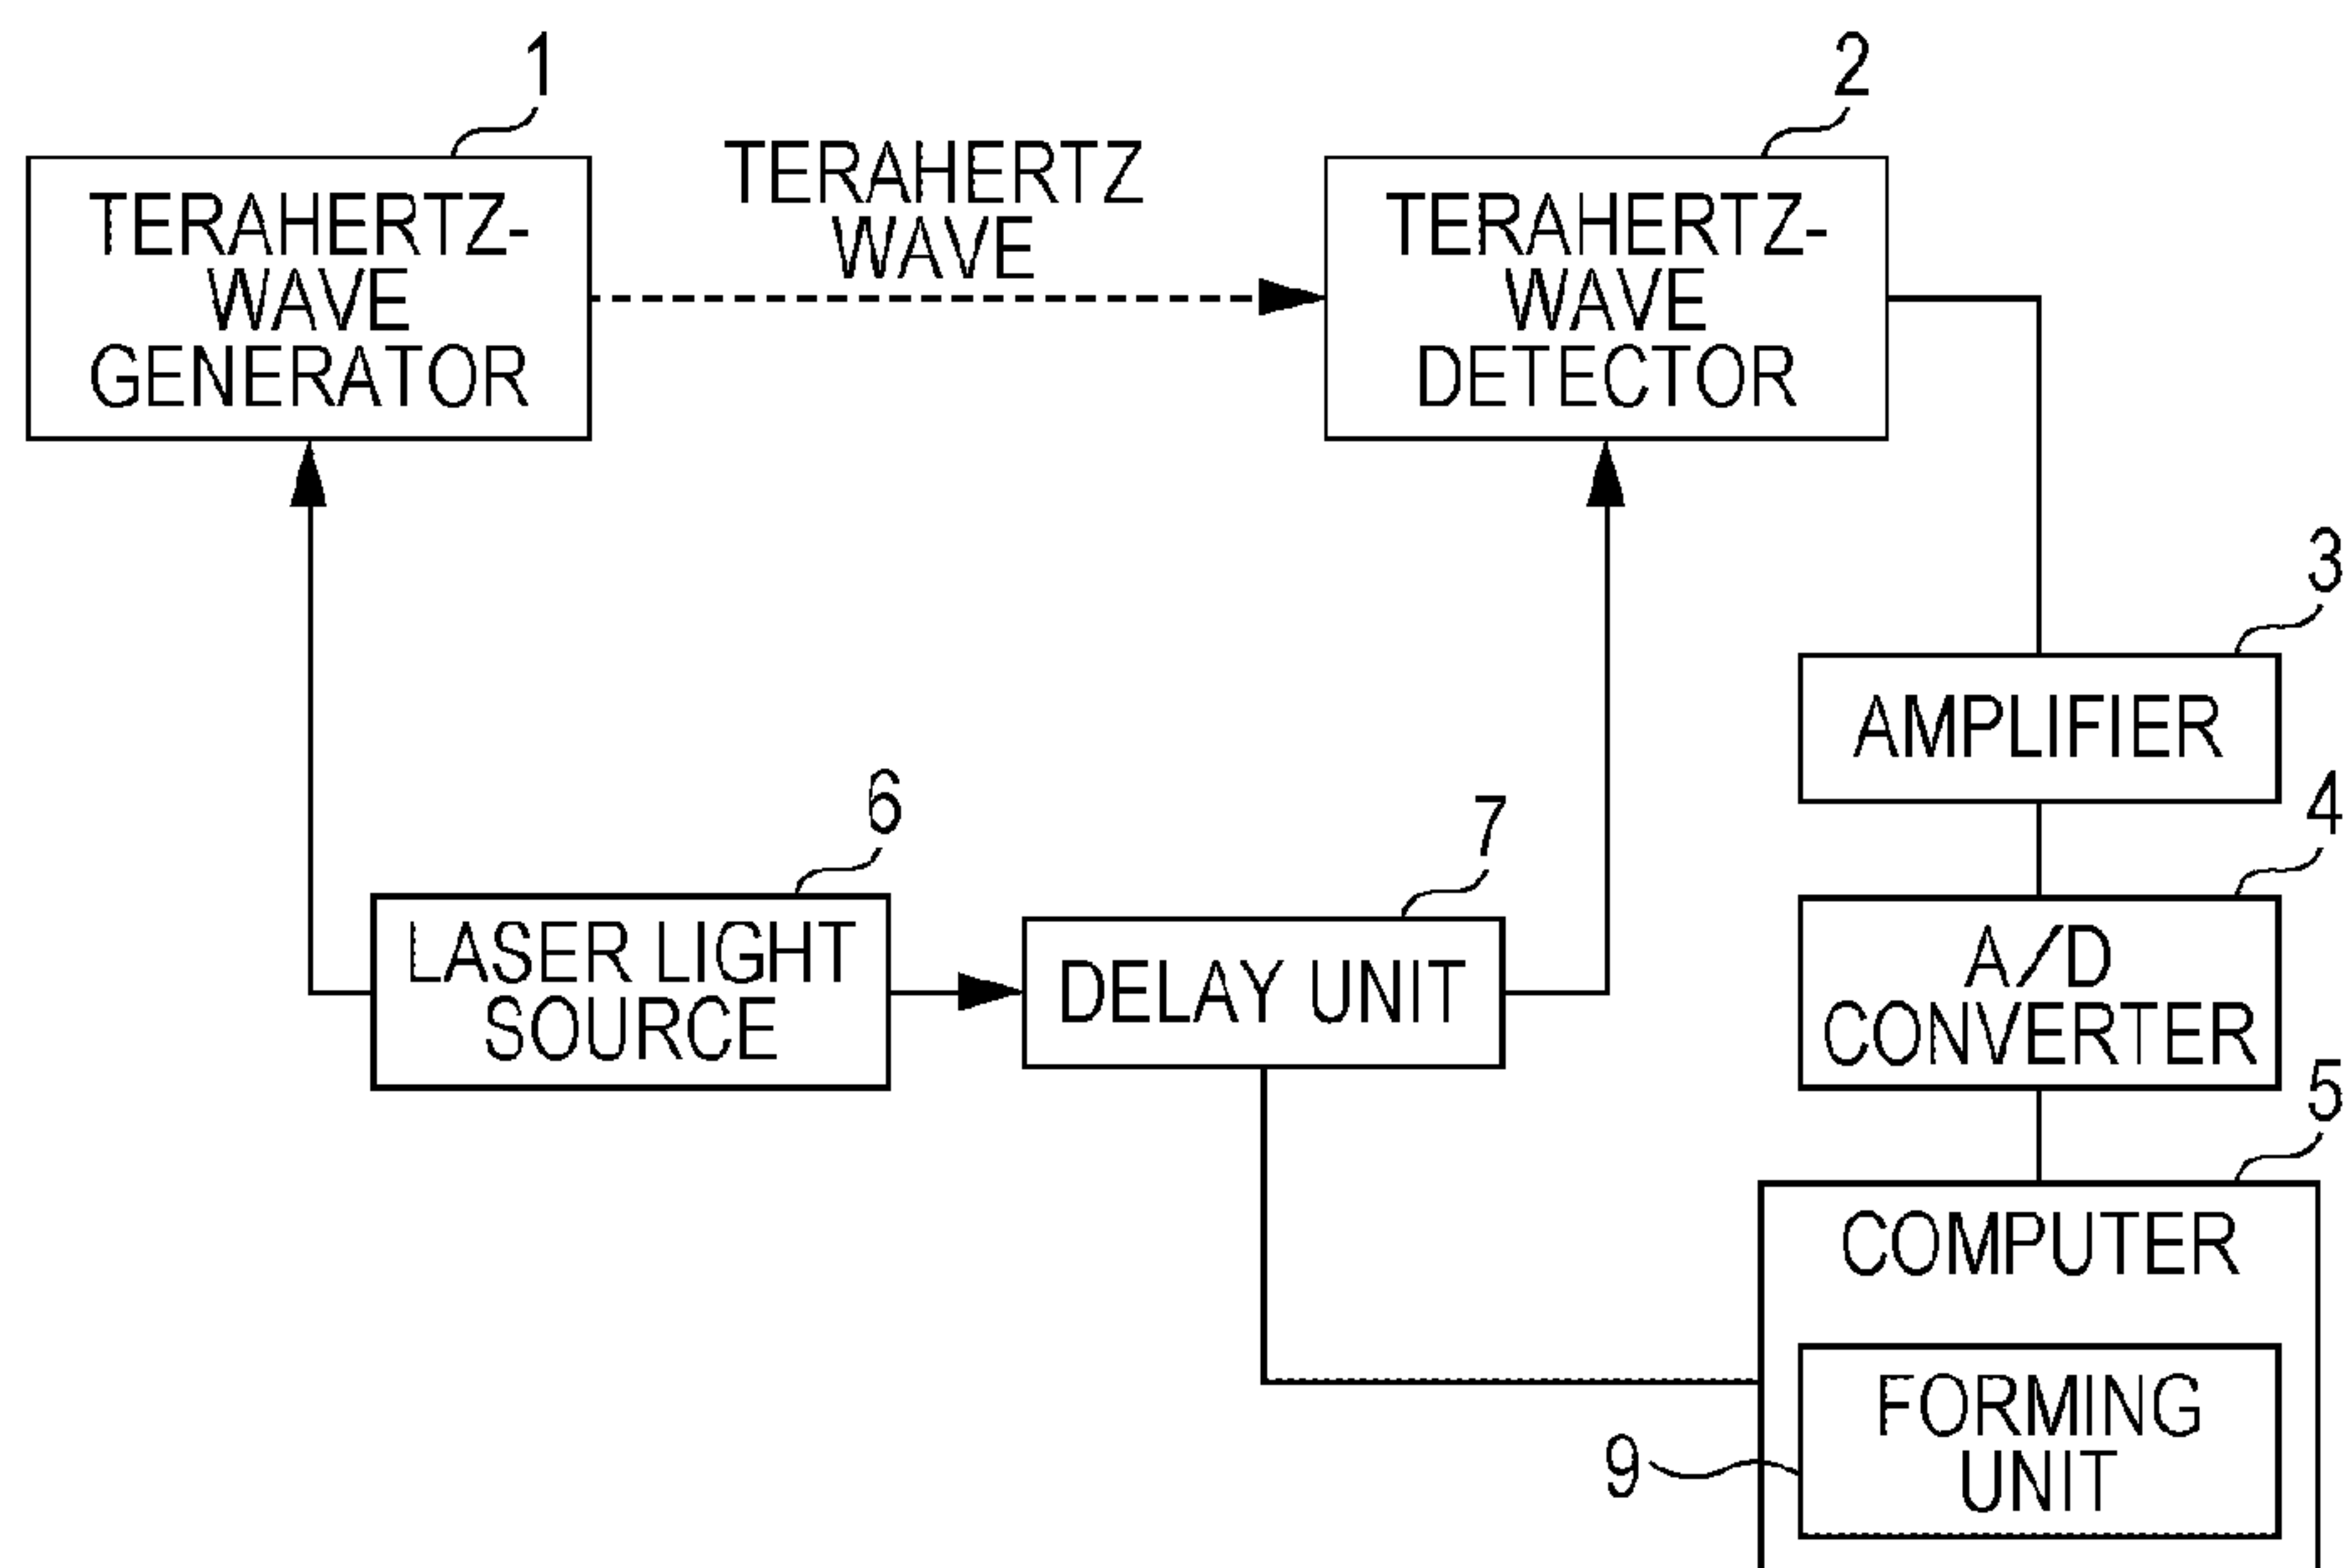 1
TERAHERTZ-
WAVE
GENERATOR
TERAHERTZ
WAVE
2
TERAHERTZ-
WAVE
DETECTOR
3
AMPLIFIER
6
LASER LIGHT
SOURCE
7
DELAY UNIT
4
A/D
CONVERTER
5
COMPUTER
9
FORMING
UNIT